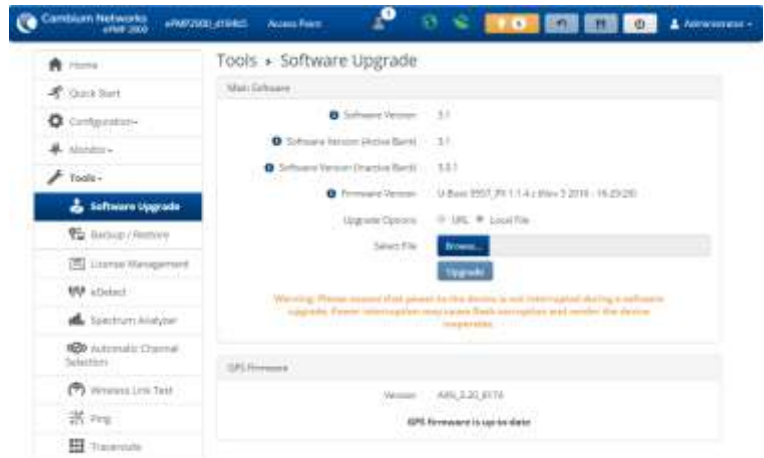 Cambium Networks
ePMP 2000
Access Point
1
6
Administrator
Home
Quick Start
Configuration
Monitor
Tools
Software Upgrade
Backup / Restore
License Management
eDetect
Spectrum Analyzer
Automatic Channel
Selection
Wireless Link Test
Ping
Traceroute
Tools ▸ Software Upgrade
Main Software
Software Version 3.1
Software Version (Active Bank) 3.1
Software Version (Inactive Bank)
Firmware Version U-Boot
Upgrade Options URL Local File
Select File Browse...
Upgrade
Warning: Please ensure that power to the device is not interrupted during a software
upgrade. Power interruption may cause flash corruption and render the device
inoperable.
GPS Firmware
Version
GPS firmware is up to date